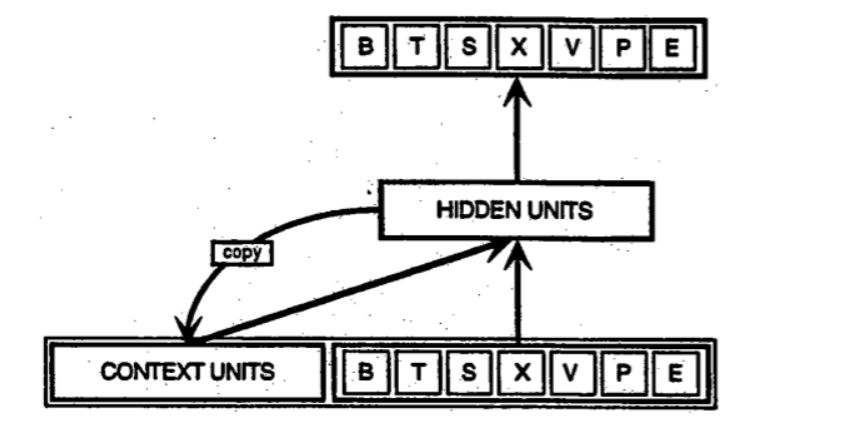 B T S X V P E
HIDDEN UNITS
copy
CONTEXT UNITS B T S X V P E